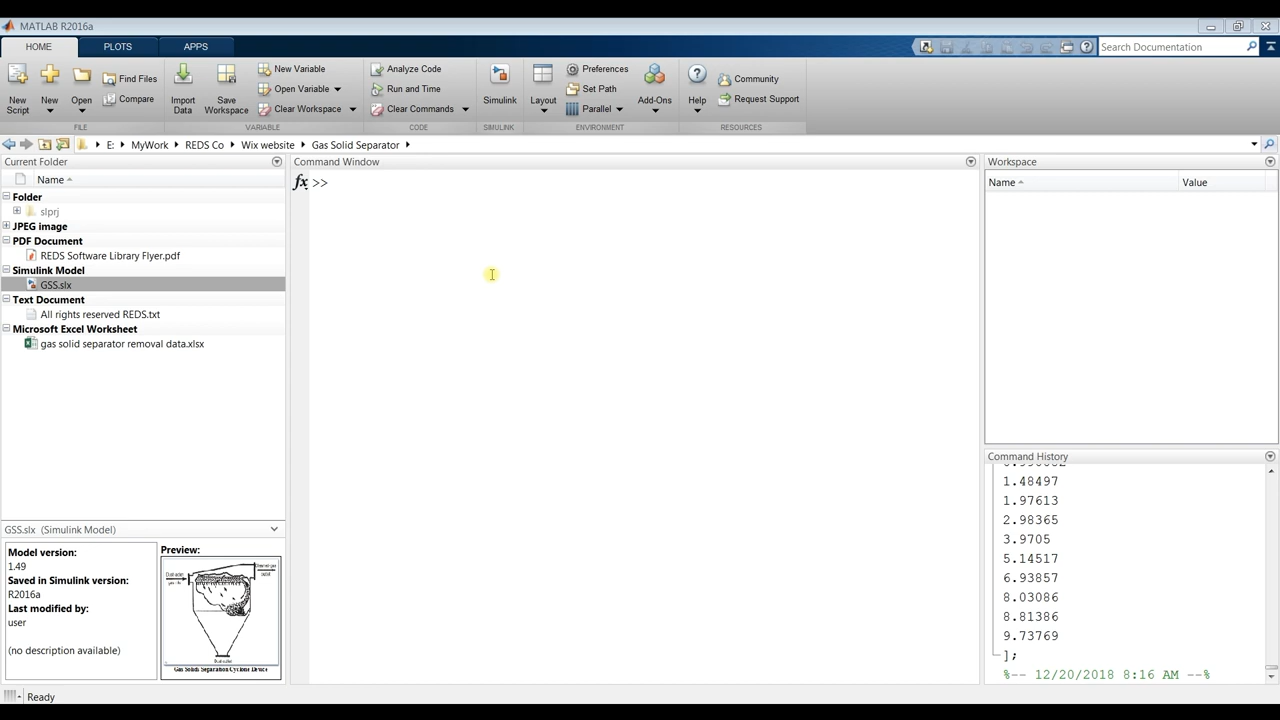 MATLAB R2016a
HOME
PLOTS
APPS
Search Documentation
New Script
New
Open
Find Files
Compare
Import Data
Save Workspace
New Variable
Open Variable
Clear Workspace
Analyze Code
Run and Time
Clear Commands
Simulink
Layout
Preferences
Set Path
Parallel
Add-Ons
Help
Community
Request Support
FILE
VARIABLE
CODE
SIMULINK
ENVIRONMENT
RESOURCES
E: MyWork REDS Co Wix website Gas Solid Separator
Current Folder
Name
Folder
slprj
JPEG image
PDF Document
REDS Software Library Flyer.pdf
Simulink Model
GSS.slx
Text Document
All rights reserved REDS.txt
Microsoft Excel Worksheet
gas solid separator removal data.xlsx
GSS.slx (Simulink Model)
Model version:
1.49
Saved in Simulink version:
R2016a
Last modified by:
user
(no description available)
Preview:
Gas Solids Separation Cyclone Device
Command Window
fx >>
Workspace
Name Value
Command History
1.48497
1.97613
2.98365
3.9705
5.14517
6.93857
8.03086
8.81386
9.73769
];
%-- 12/20/2018 8:16 AM --%
Ready